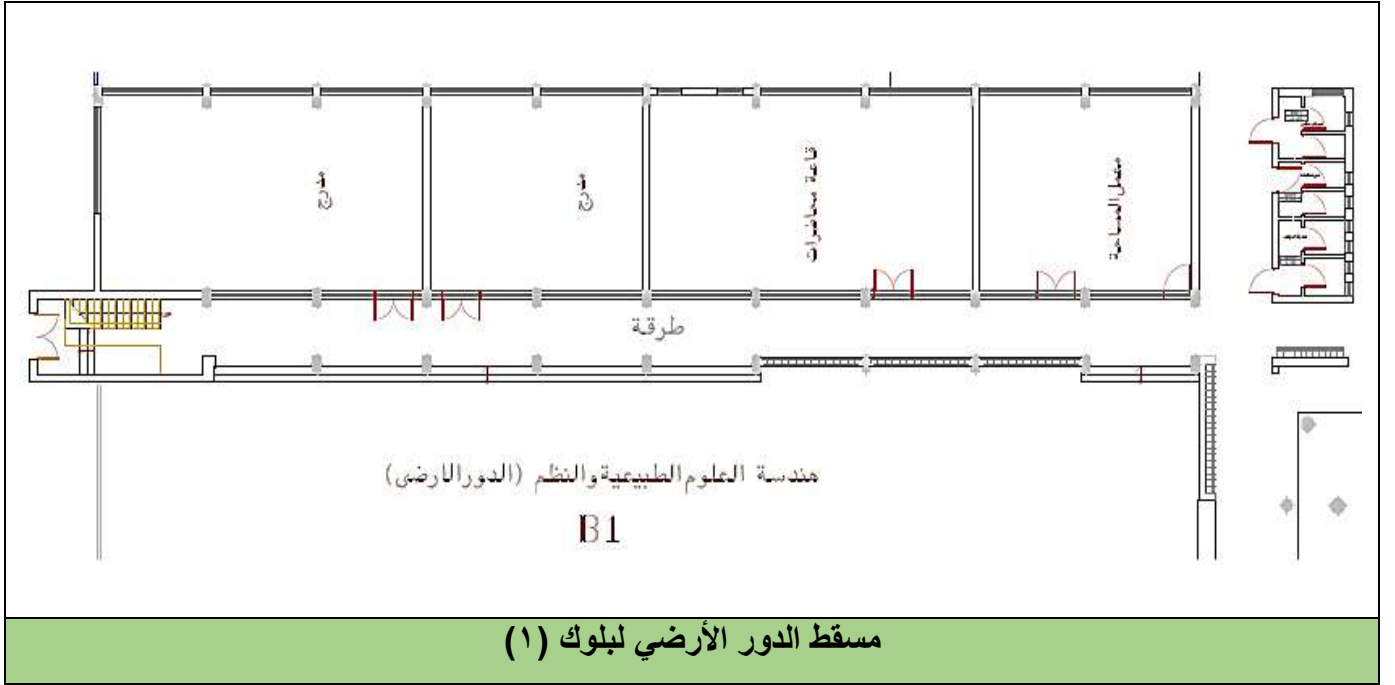 مدرج
مدرج
قاعة محاضرات
معمل المساحة
طرقة
هندسة العلوم الطبيعية والنظم (الدور الارضى)
B1
مسقط الدور الأرضي لبلوك (١)